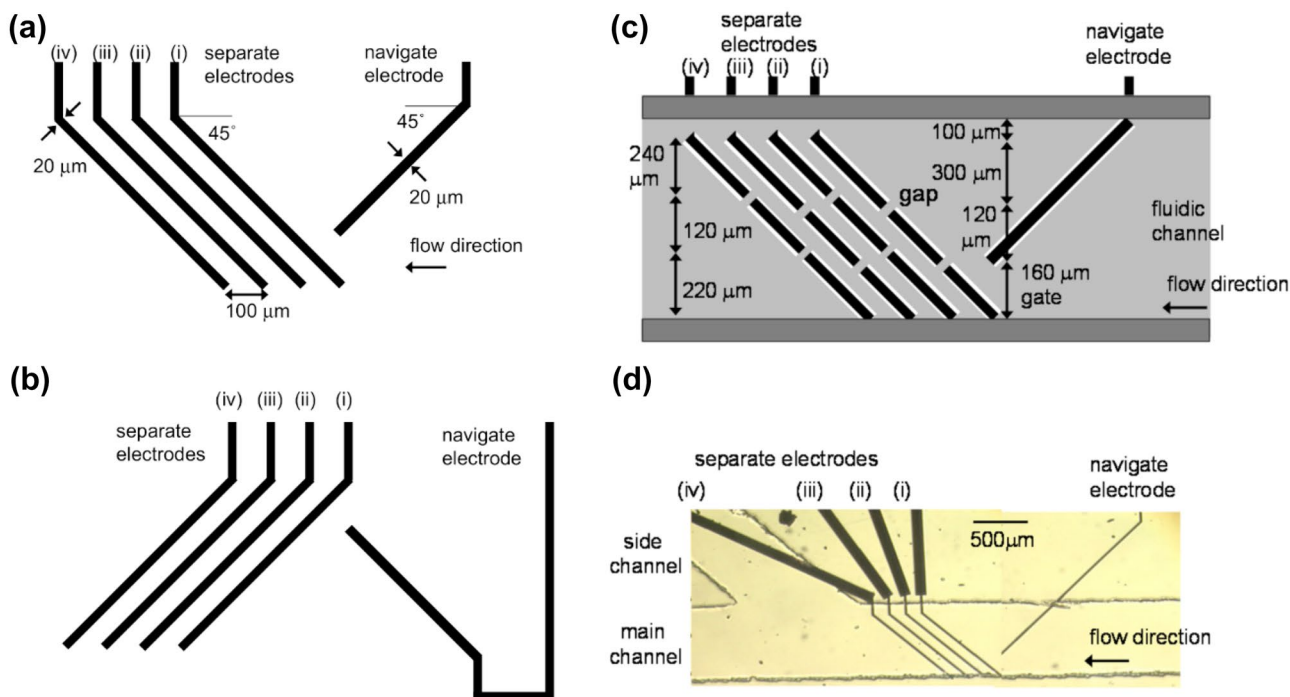 (a)
(iv) (iii) (ii) (i)
separate
electrodes
navigate
electrode
45°
45°
20 μm
20 μm
flow direction
100 μm
(b)
(iv) (iii) (ii) (i)
separate
electrodes
navigate
electrode
(c)
separate
electrodes
(iv) (iii) (ii) (i)
navigate
electrode
100 μm
240
μm
300 μm
gap
120
μm
fluidic
channel
120 μm
160 μm
gate
flow direction
220 μm
(d)
separate electrodes
(iv) (iii) (ii) (i)
navigate
electrode
500μm
side
channel
main
channel
flow direction